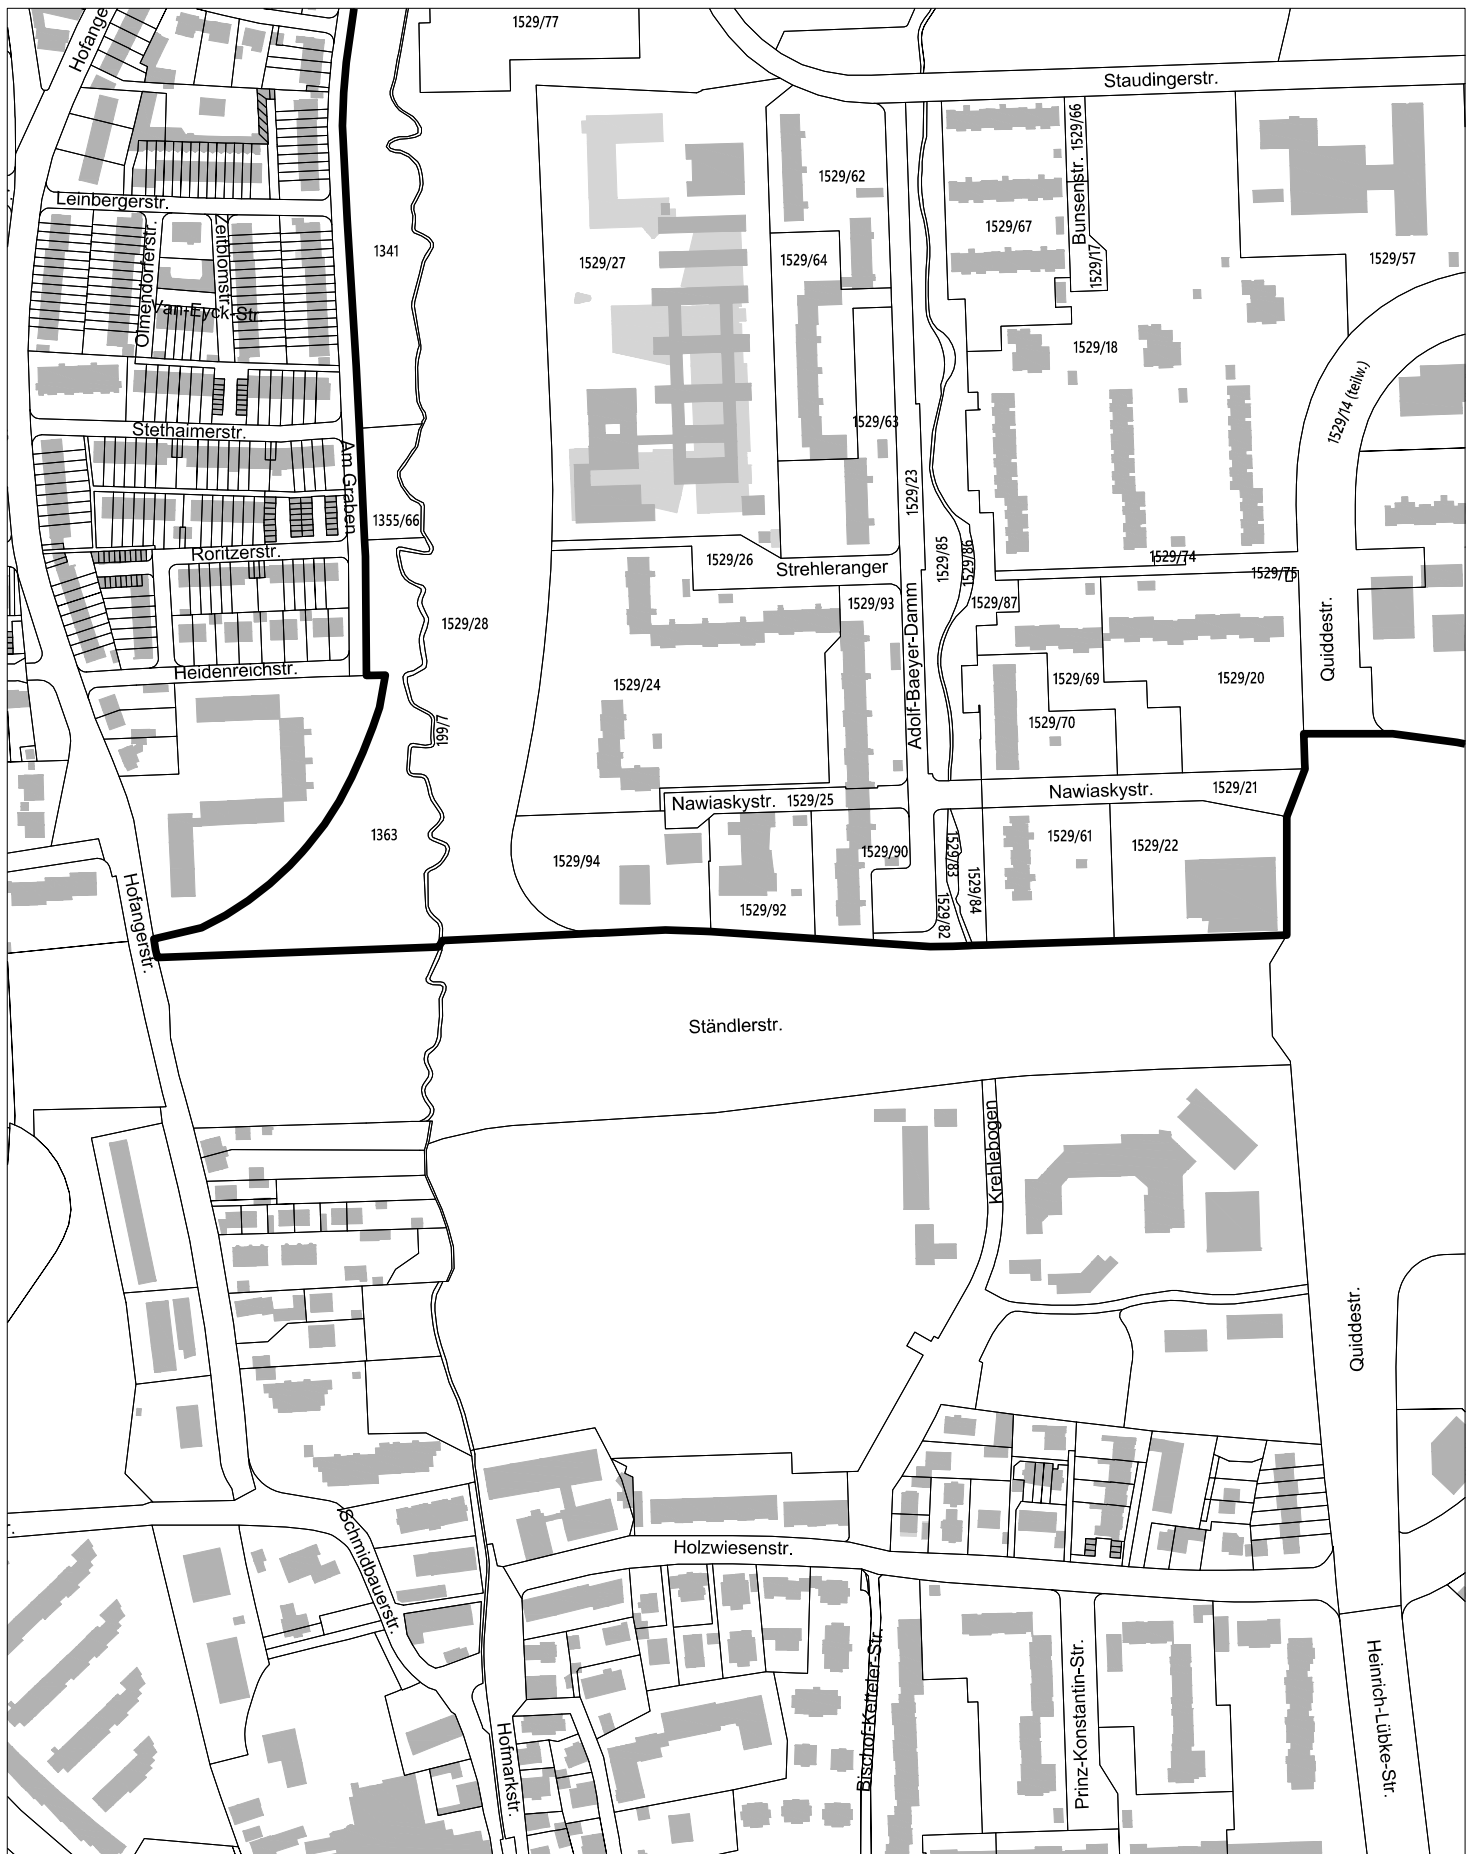 1529/77
Hofange
Staudingerstr.
1529/66
Bunsenstr.
1529/62
Leinbergerstr.
1529/67
Olmendorferstr.
Zeitblomstr.
1341
1529/27
1529/64
1529/17
1529/57
Van-Eyck-Str.
1529/18
1529/14 (teilw.)
1529/63
Stethaimerstr.
Am Graben
1529/23
1355/66
Roritzerstr.
1529/26
Strehleranger
1529/85
1529/86
1529/74
1529/75
1529/93
1529/87
1529/28
Adolf-Baeyer-Damm
Quiddestr.
Heidenreichstr.
1529/24
1529/69
1529/20
1529/70
199/7
Nawiaskystr.
1529/25
Nawiaskystr.
1529/21
1363
1529/94
1529/90
1529/83
1529/61
1529/22
Hofangerstr.
1529/92
1529/82
1529/84
Ständlerstr.
Krehlebogen
Quiddestr.
Schmidbauerstr.
Holzwiesenstr.
Bischof-Ketteler-Str.
Prinz-Konstantin-Str.
Heinrich-Lübke-Str.
Hofmarkstr.